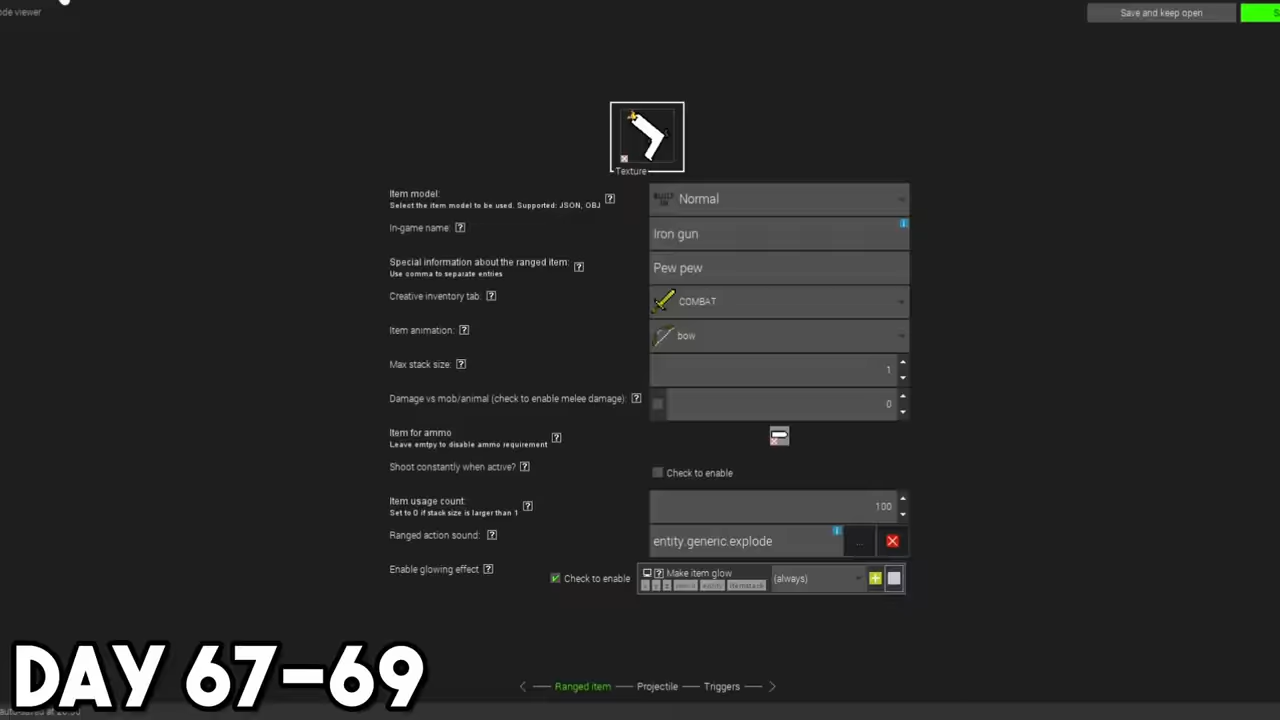 ode viewer
Save and keep open
S
Texture
Item model:
Select the item model to be used. Supported: JSON, OBJ
Normal
In-game name:
Iron gun
Special information about the ranged item:
Use comma to separate entries
Pew pew
Creative inventory tab:
COMBAT
Item animation:
bow
Max stack size:
1
Damage vs mob/animal (check to enable melee damage):
0
Item for ammo
Leave emtpy to disable ammo requirement
Shoot constantly when active?
Check to enable
Item usage count:
Set to 0 if stack size is larger than 1
100
Ranged action sound:
entity.generic.explode
...
Enable glowing effect
Check to enable
Make item glow
x y z world entity itemstack
(always)
DAY 67-69
Ranged item
Projectile
Triggers